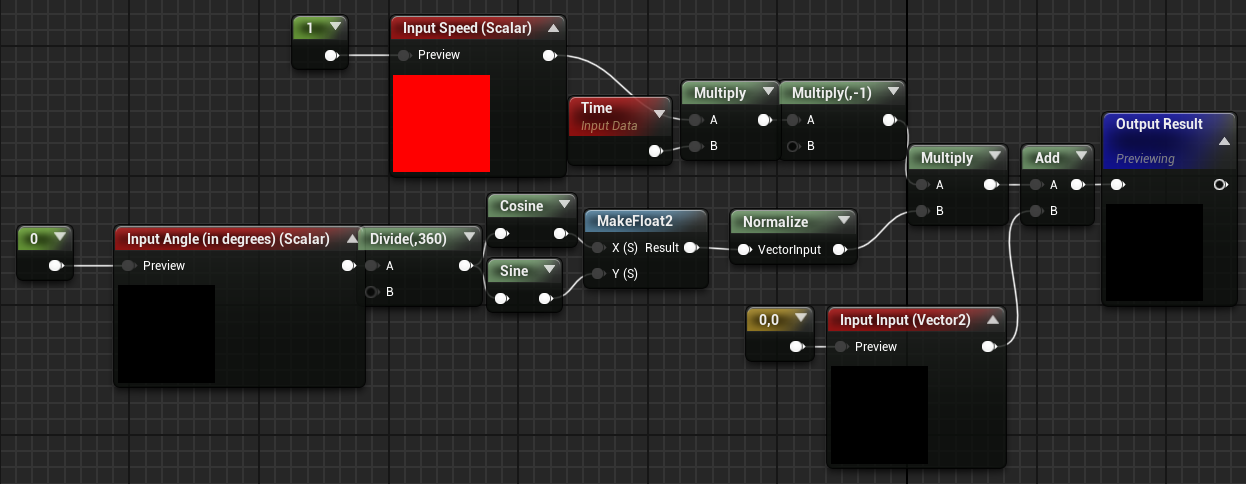 1
Input Speed (Scalar)
Preview
Time
Input Data
Multiply
A
B
Multiply(,-1)
A
B
Multiply
A
B
Add
A
B
Output Result
Previewing
0
Input Angle (in degrees) (Scalar)
Preview
Divide(,360)
A
B
Cosine
Sine
MakeFloat2
X (S) Result
Y (S)
Normalize
VectorInput
0,0
Input Input (Vector2)
Preview